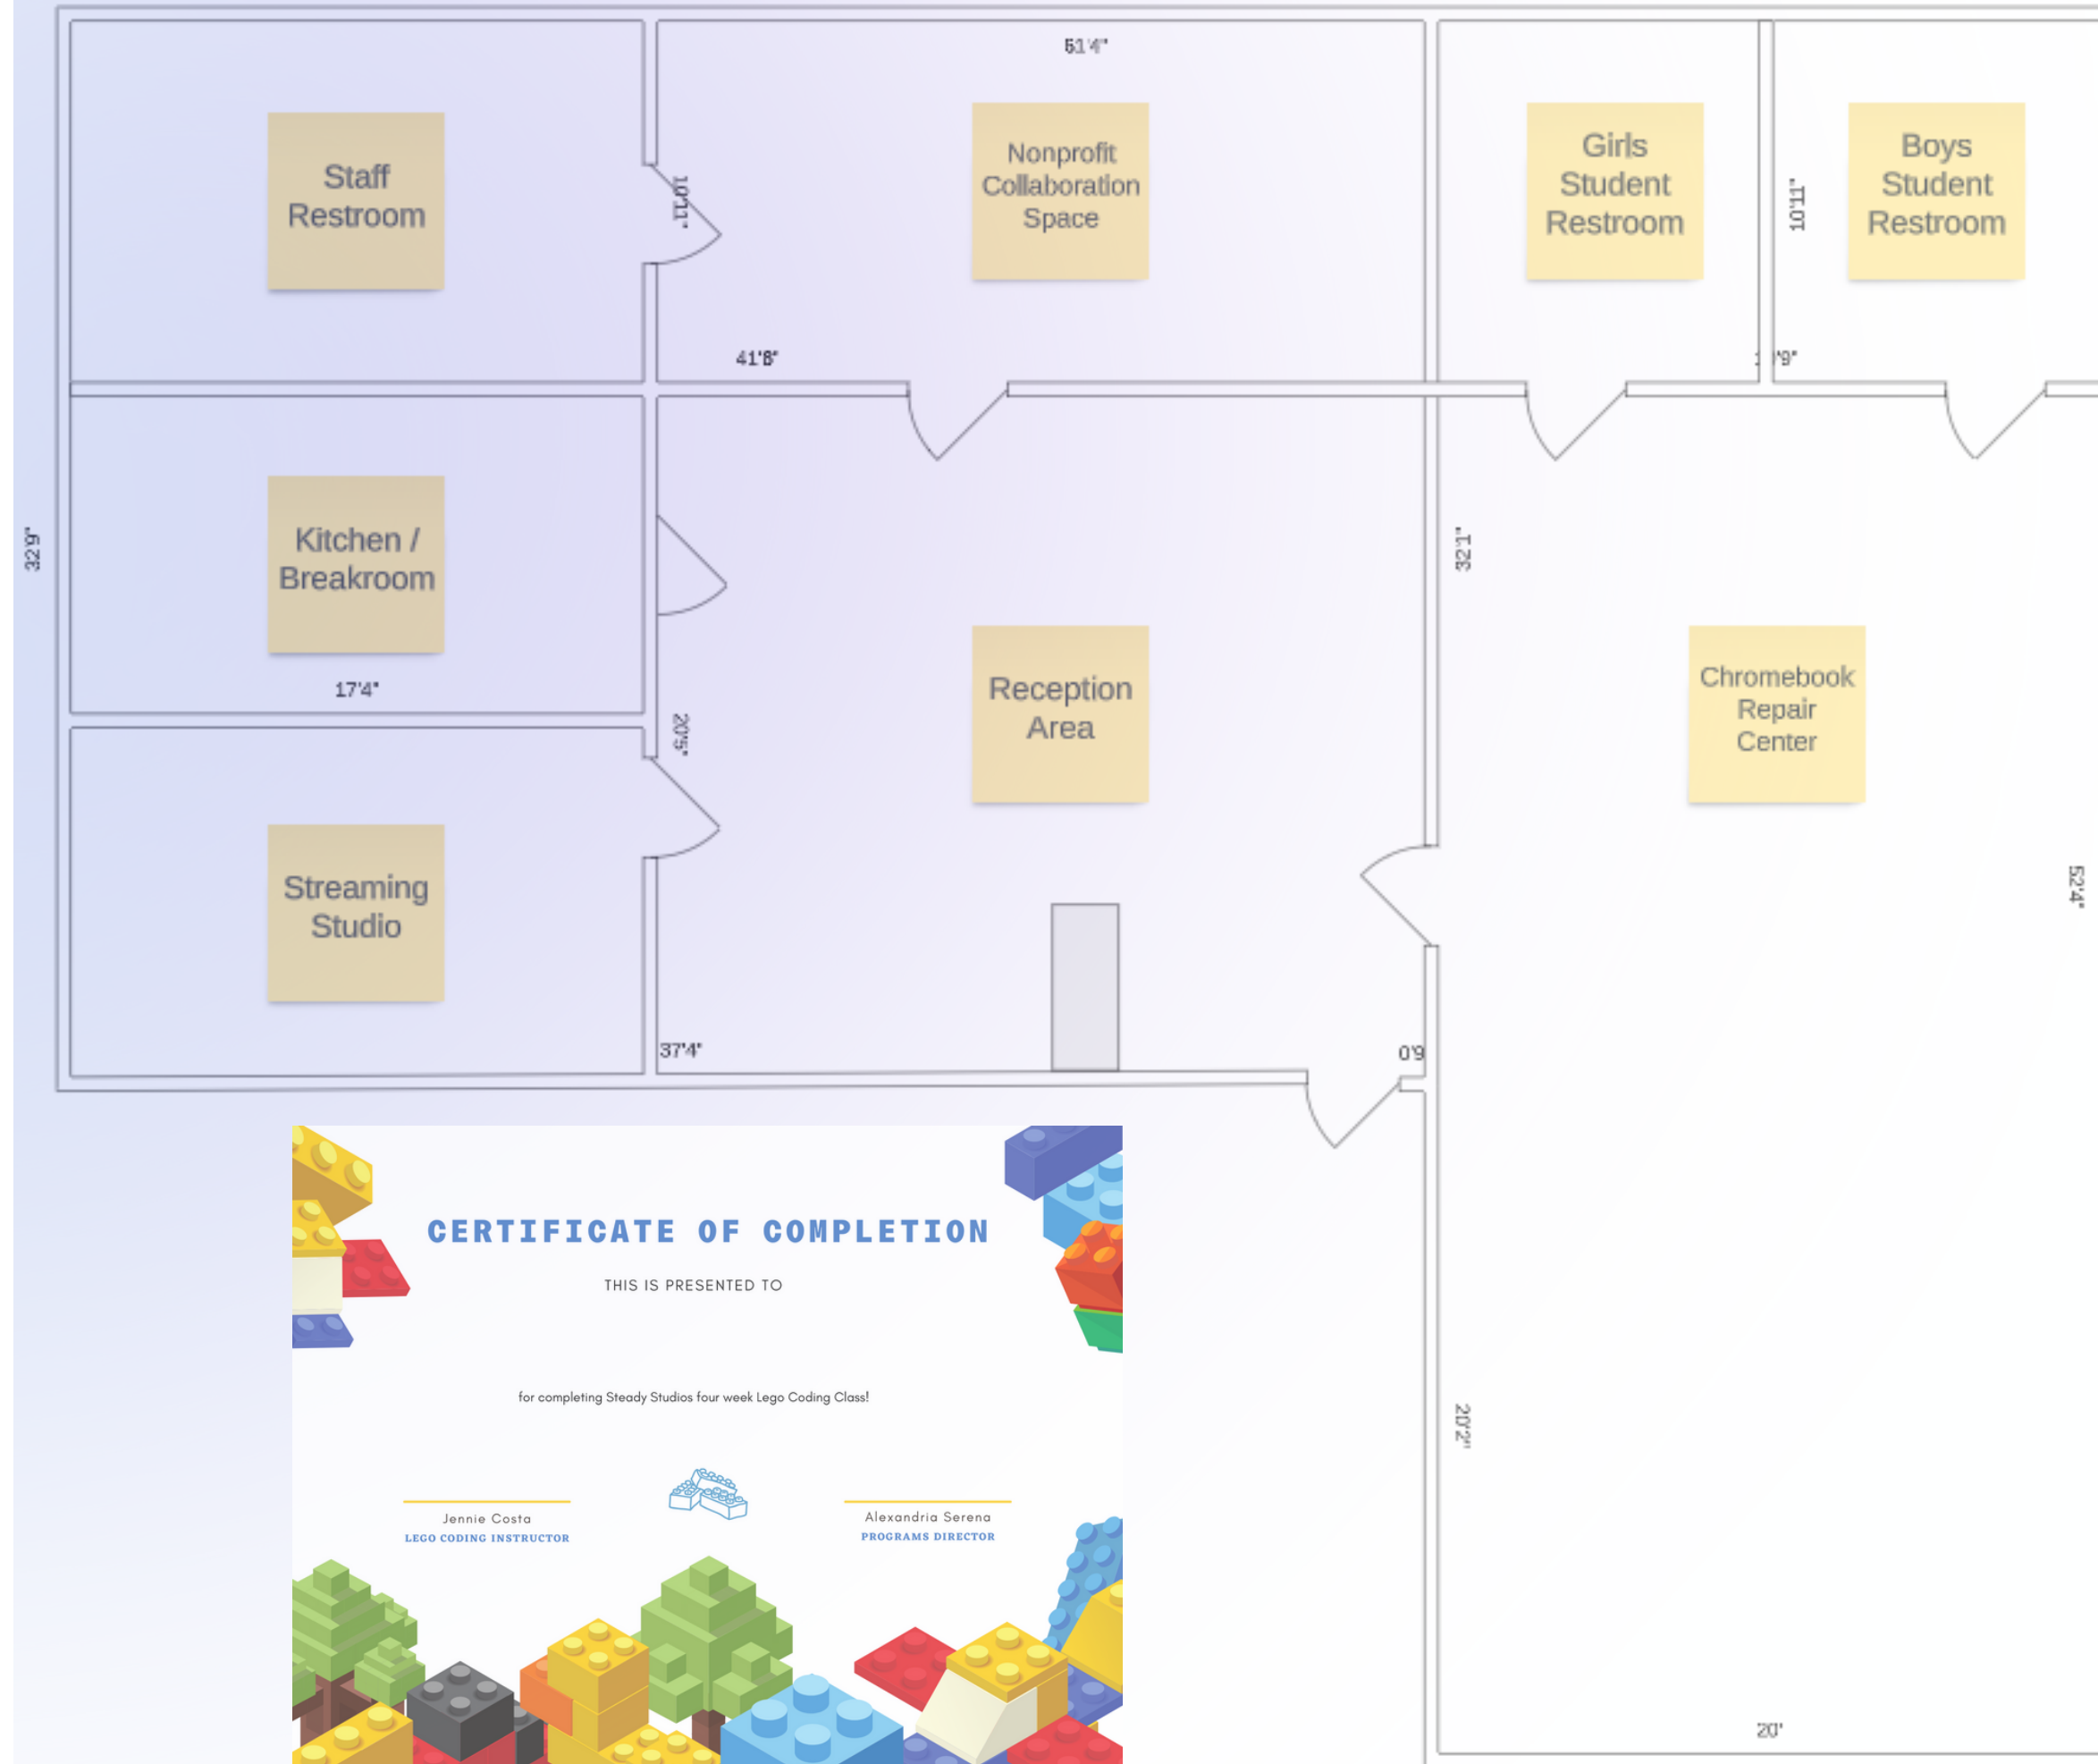 51'4"
Staff
Restroom
10'11"
Nonprofit
Collaboration
Space
Girls
Student
Restroom
10'11"
Boys
Student
Restroom
41'8"
32'9"
Kitchen /
Breakroom
17'4"
20'5"
Reception
Area
32'1"
Chromebook
Repair
Center
52'4"
Streaming
Studio
37'4"
CERTIFICATE OF COMPLETION
THIS IS PRESENTED TO
for completing Steady Studios four week Lego Coding Class!
Jennie Costa
LEGO CODING INSTRUCTOR
Alexandria Serena
PROGRAMS DIRECTOR
20'2"
20'